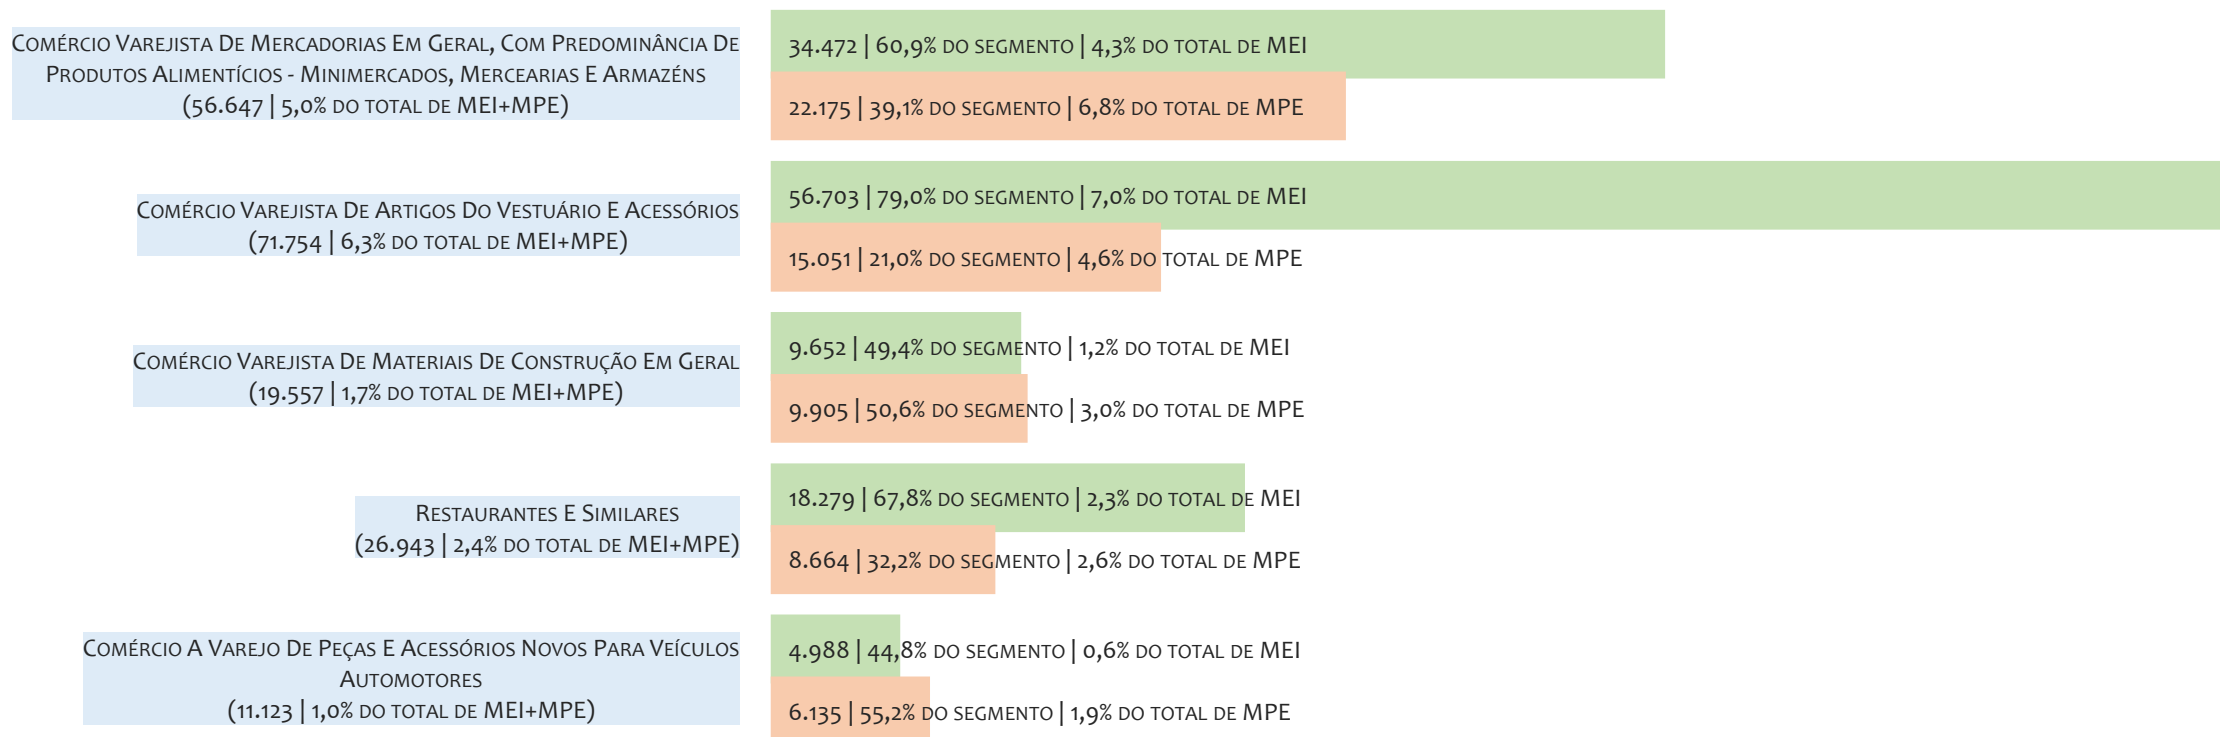 Comércio Varejista De Mercadorias Em Geral, Com Predominância De
Produtos Alimentícios - Minimercados, Mercearias E Armazéns
(56.647 | 5,0% do total de MEI+MPE)
34.472 | 60,9% do segmento | 4,3% do total de MEI
22.175 | 39,1% do segmento | 6,8% do total de MPE
Comércio Varejista De Artigos Do Vestuário E Acessórios
(71.754 | 6,3% do total de MEI+MPE)
56.703 | 79,0% do segmento | 7,0% do total de MEI
15.051 | 21,0% do segmento | 4,6% do total de MPE
Comércio Varejista De Materiais De Construção Em Geral
(19.557 | 1,7% do total de MEI+MPE)
9.652 | 49,4% do segmento | 1,2% do total de MEI
9.905 | 50,6% do segmento | 3,0% do total de MPE
Restaurantes E Similares
(26.943 | 2,4% do total de MEI+MPE)
18.279 | 67,8% do segmento | 2,3% do total de MEI
8.664 | 32,2% do segmento | 2,6% do total de MPE
Comércio A Varejo De Peças E Acessórios Novos Para Veículos
Automotores
(11.123 | 1,0% do total de MEI+MPE)
4.988 | 44,8% do segmento | 0,6% do total de MEI
6.135 | 55,2% do segmento | 1,9% do total de MPE